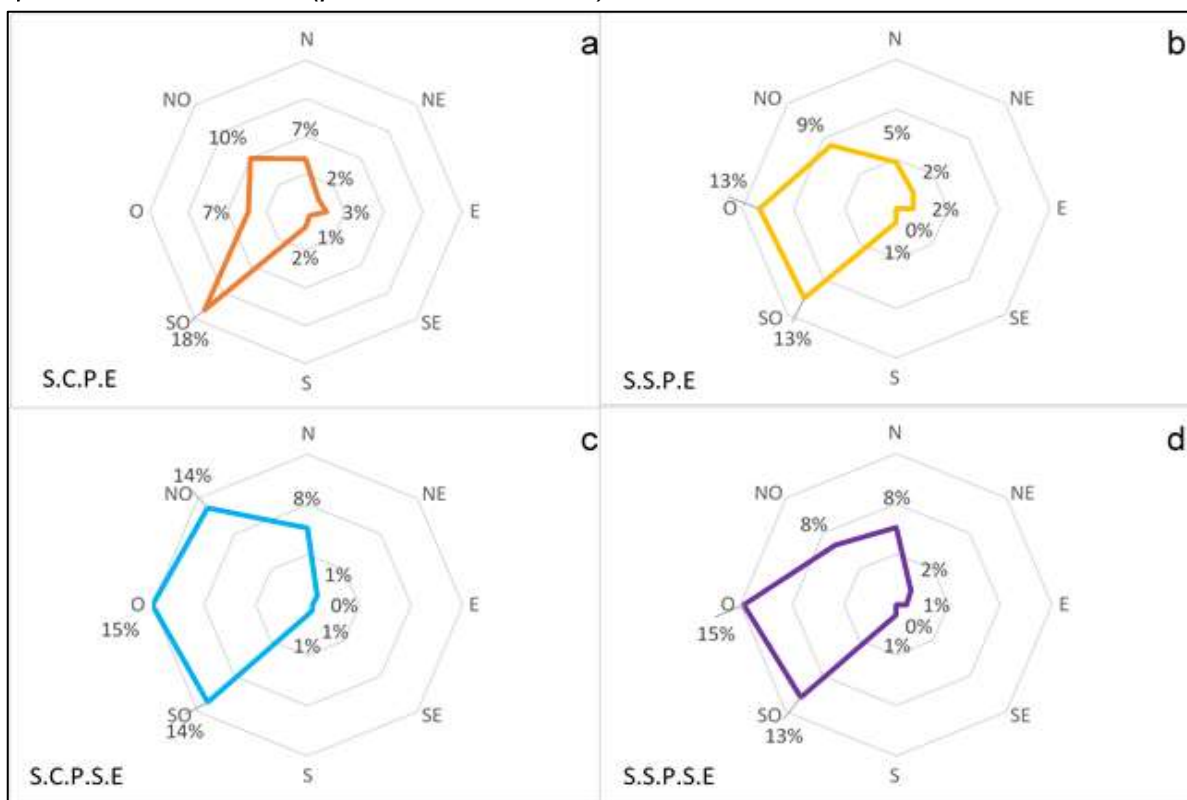 a
N
NO
NE
10%
7%
2%
O
7%
3%
E
1%
2%
SO
18%
SE
S
S.C.P.E
b
N
NO
NE
9%
5%
2%
13%
O
2%
E
0%
1%
SO
13%
SE
S
S.S.P.E
c
N
14%
NO
NE
8%
1%
O
15%
0%
E
1%
1%
SO
14%
SE
S
S.C.P.S.E
d
N
NO
NE
8%
8%
2%
O
15%
1%
E
0%
1%
SO
13%
SE
S
S.S.P.S.E